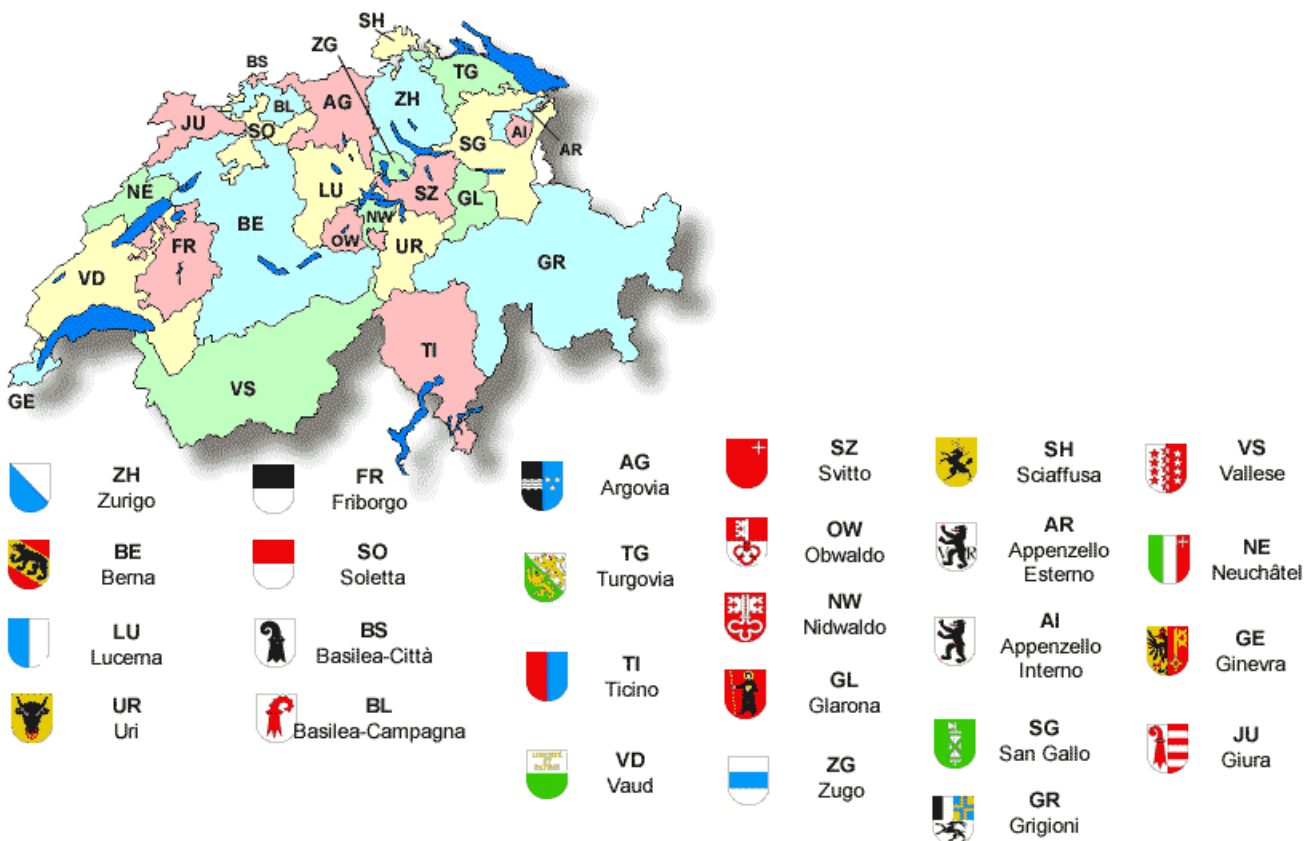 SH
ZG
BS
TG
AG
ZH
BL
JU
SO
AI
SG
AR
NE
LU
SZ
GL
NW
BE
OW
FR
UR
GR
VD
TI
VS
GE
ZH
Zurigo
BE
Berna
LU
Lucerna
UR
Uri
FR
Friborgo
SO
Soletta
BS
Basilea-Città
BL
Basilea-Campagna
AG
Argovia
TG
Turgovia
TI
Ticino
VD
Vaud
SZ
Svitto
OW
Obwaldo
NW
Nidwaldo
GL
Glarona
ZG
Zugo
SH
Sciaffusa
AR
Appenzello
Esterno
AI
Appenzello
Interno
SG
San Gallo
GR
Grigioni
VS
Vallese
NE
Neuchâtel
GE
Ginevra
JU
Giura